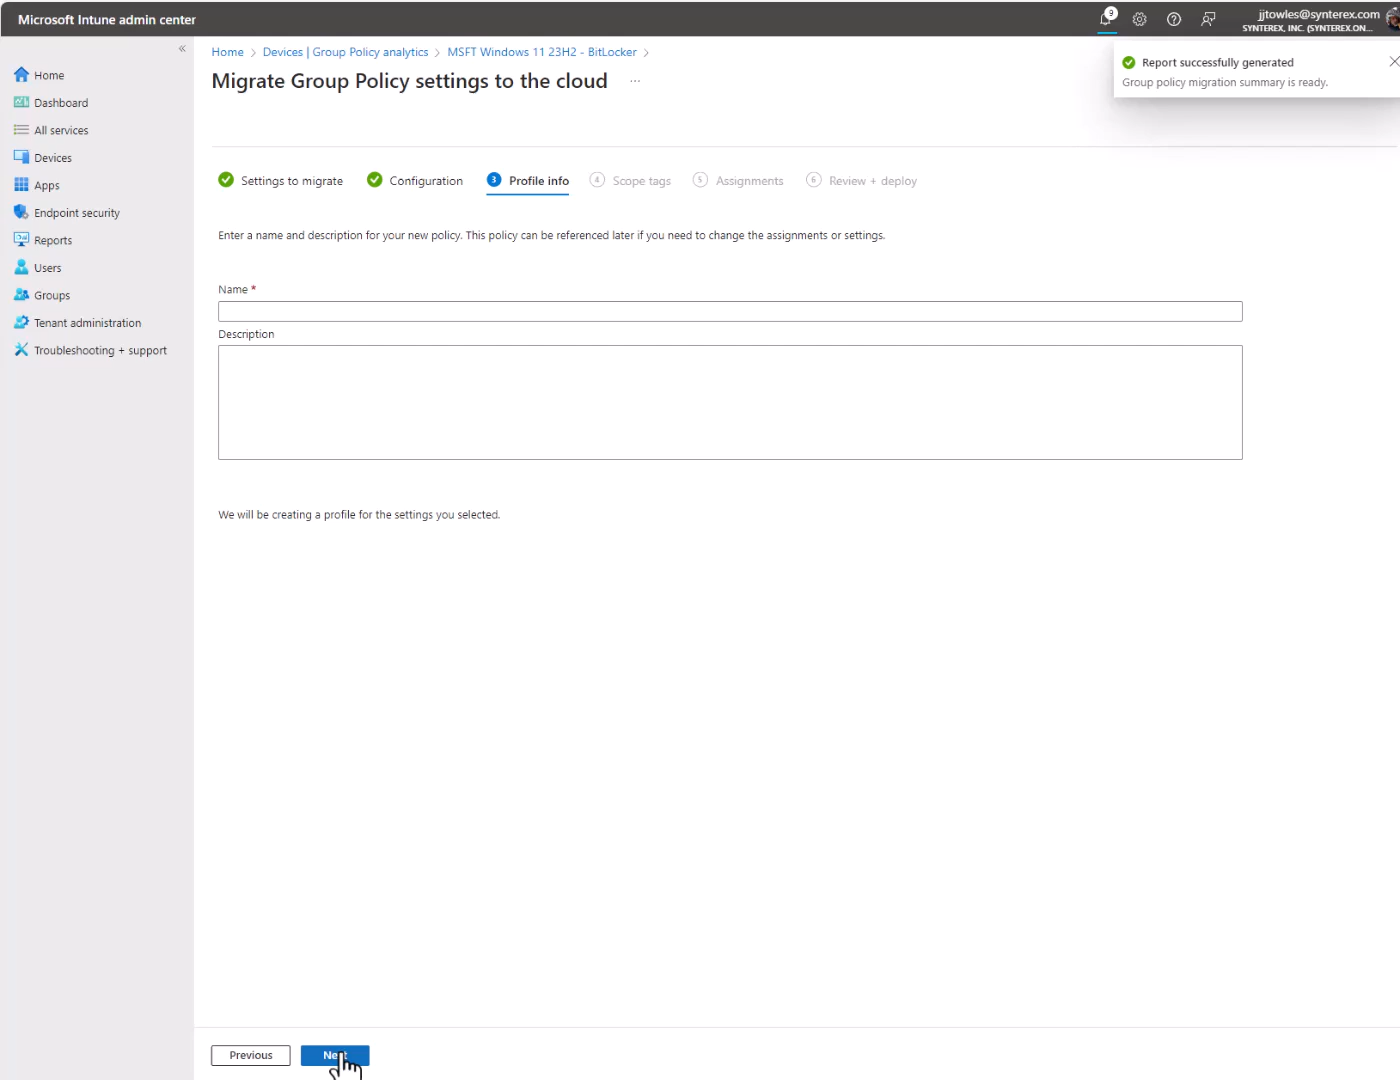 Microsoft Intune admin center
9
jjtowles@synterex.com
SYNTEREX, INC. (SYNTEREX.ON...
«
Home > Devices | Group Policy analytics > MSFT Windows 11 23H2 - BitLocker >
Migrate Group Policy settings to the cloud ...
Report successfully generated
Group policy migration summary is ready.
Home
Dashboard
All services
Devices
Apps
Endpoint security
Reports
Users
Groups
Tenant administration
Troubleshooting + support
Settings to migrate
Configuration
3 Profile info
4 Scope tags
5 Assignments
6 Review + deploy
Enter a name and description for your new policy. This policy can be referenced later if you need to change the assignments or settings.
Name *
Description
We will be creating a profile for the settings you selected.
Previous
Next